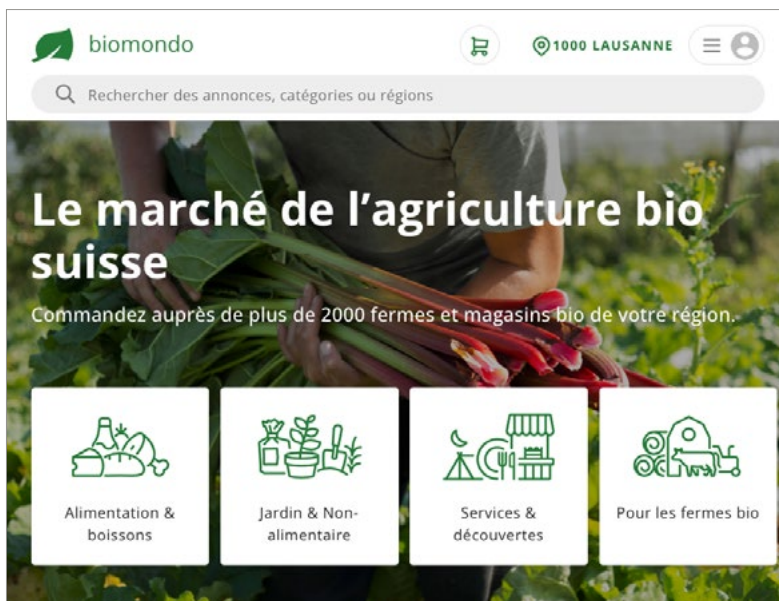 biomondo
1000 LAUSANNE
Rechercher des annonces, catégories ou régions
Le marché de l’agriculture bio
suisse
Commandez auprès de plus de 2000 fermes et magasins bio de votre région.
Alimentation &
boissons
Jardin & Non-
alimentaire
Services &
découvertes
Pour les fermes bio